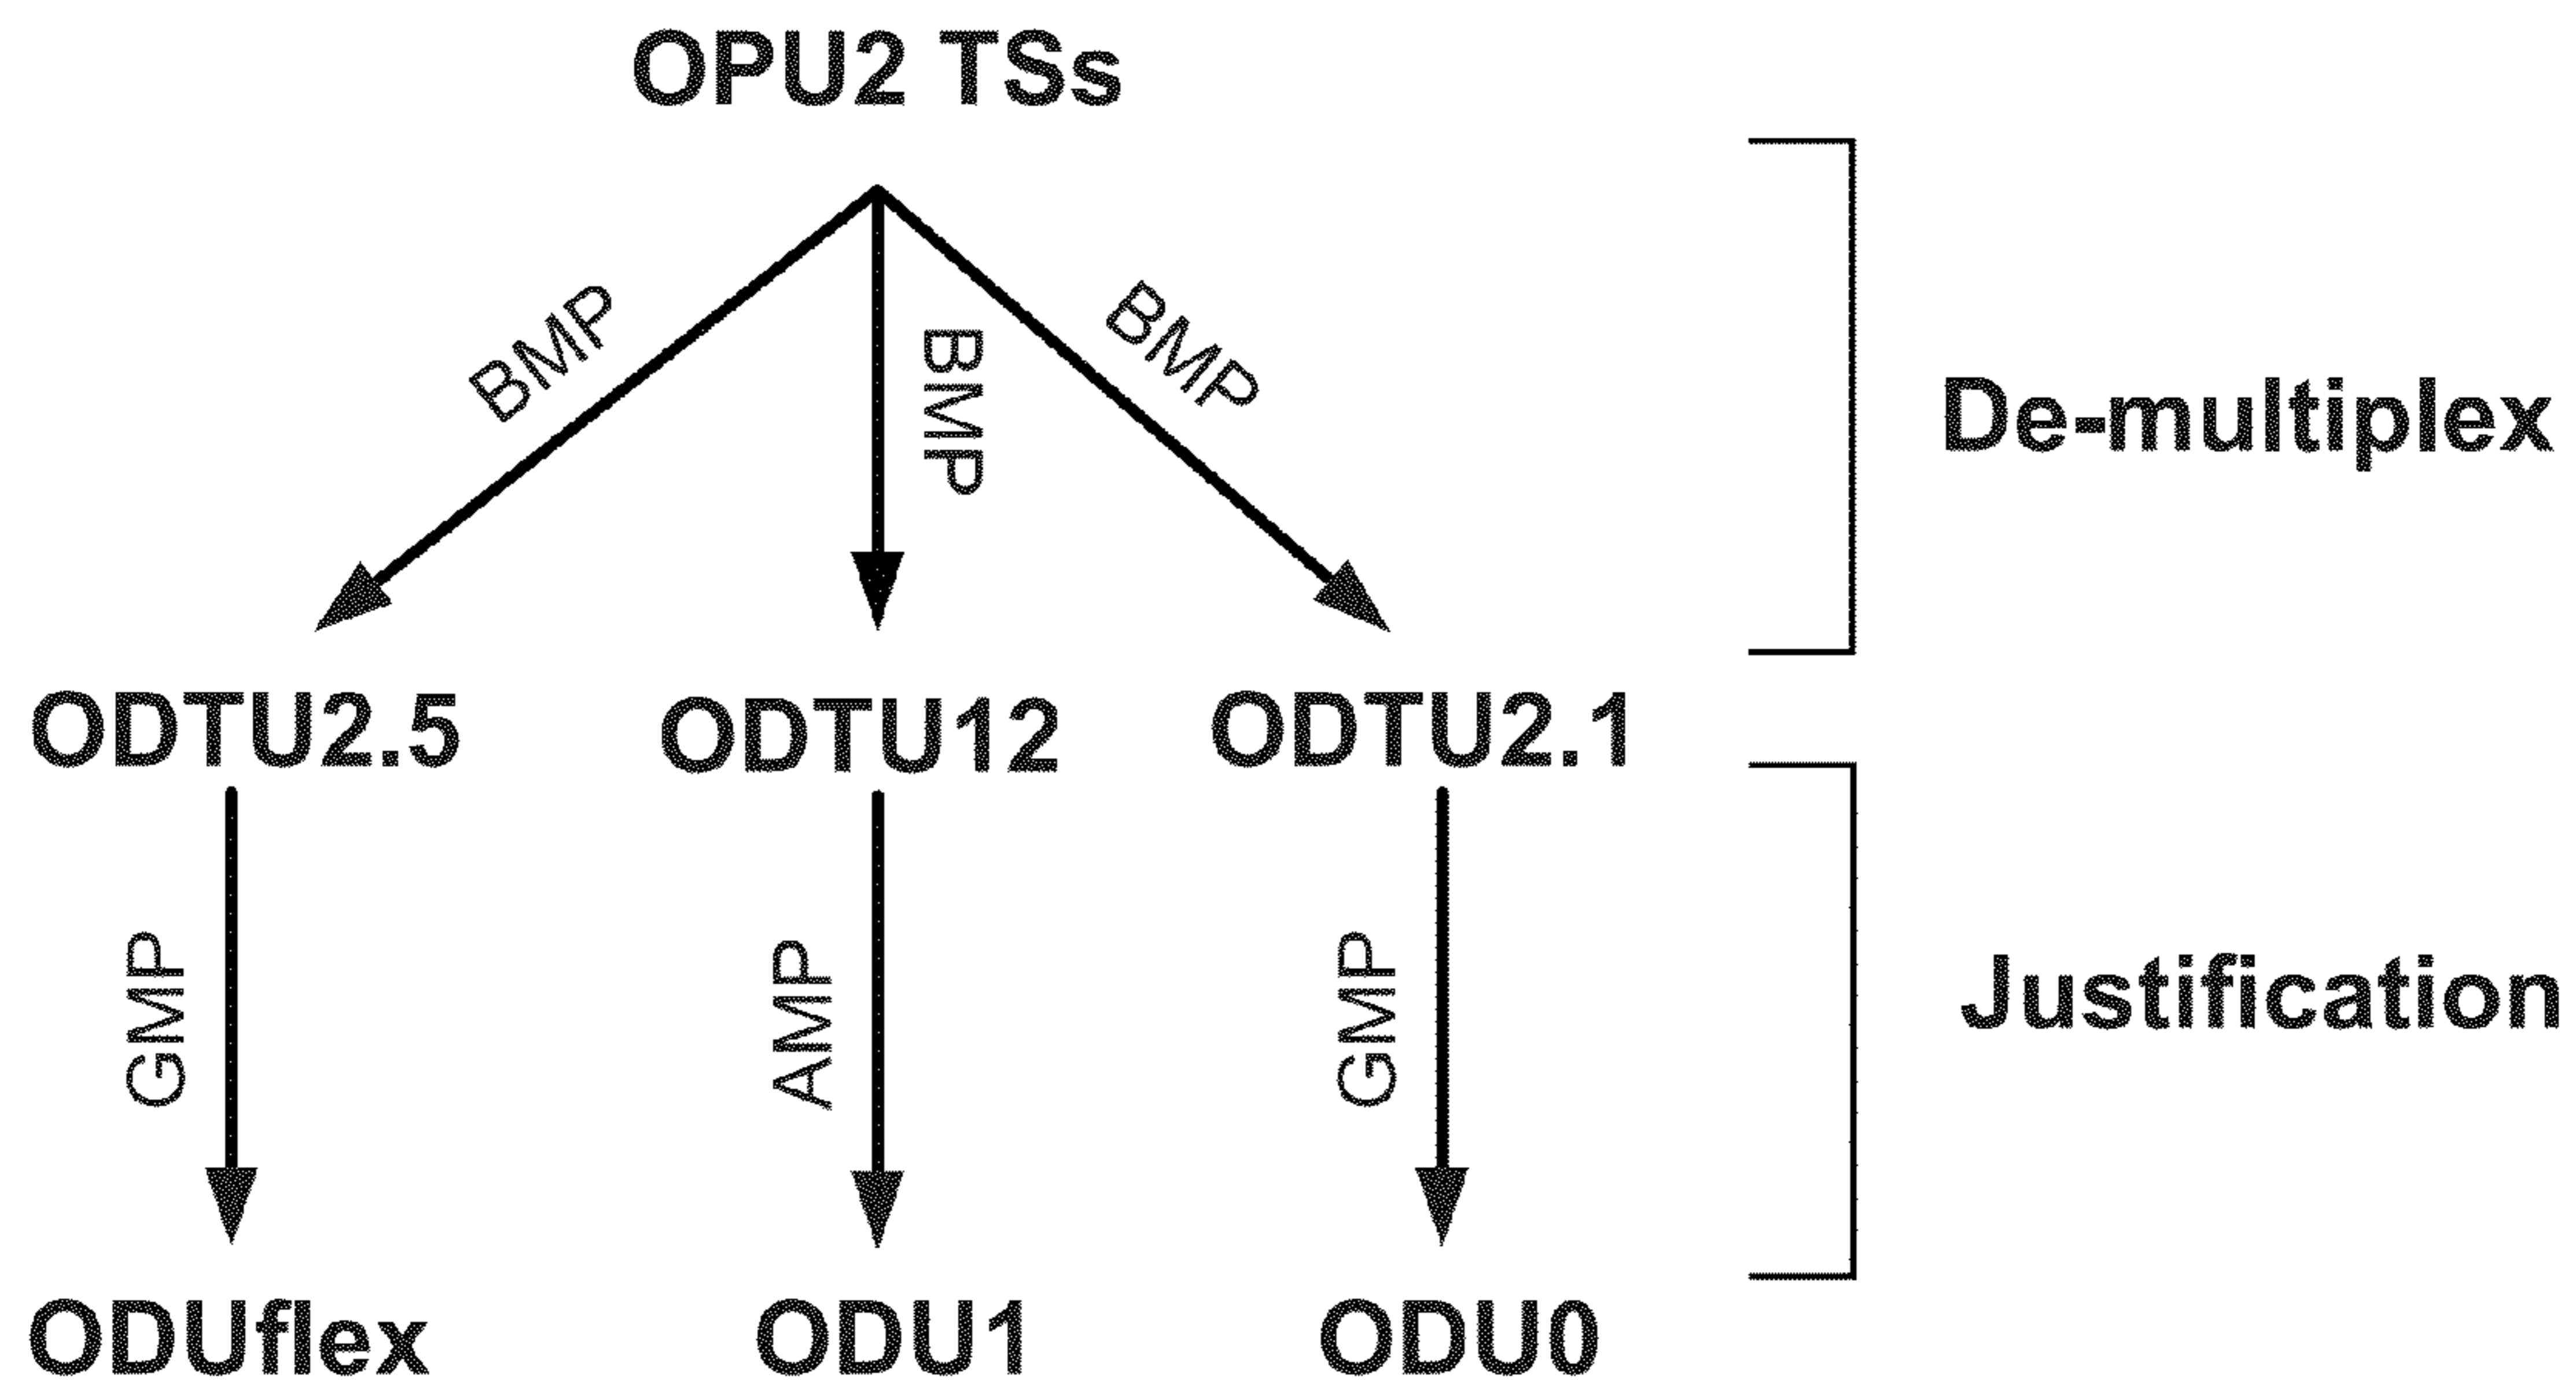 OPU2 TSs
BMP
BMP
BMP
De-multiplex
ODTU2.5
ODTU12
ODTU2.1
GMP
AMP
GMP
Justification
ODUflex
ODU1
ODU0